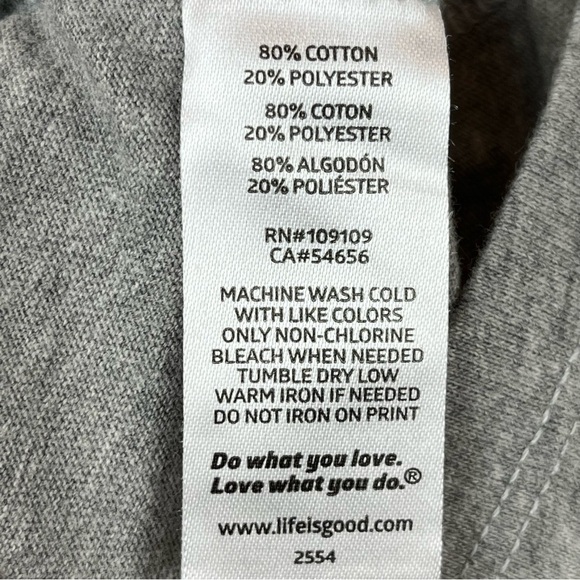 80% COTTON
20% POLYESTER
80% COTON
20% POLYESTER
80% ALGODÓN
20% POLIÉSTER
RN#109109
CA#54656
MACHINE WASH COLD
WITH LIKE COLORS
ONLY NON-CHLORINE
BLEACH WHEN NEEDED
TUMBLE DRY LOW
WARM IRON IF NEEDED
DO NOT IRON ON PRINT
Do what you love.
Love what you do.®
www.lifeisgood.com
2554